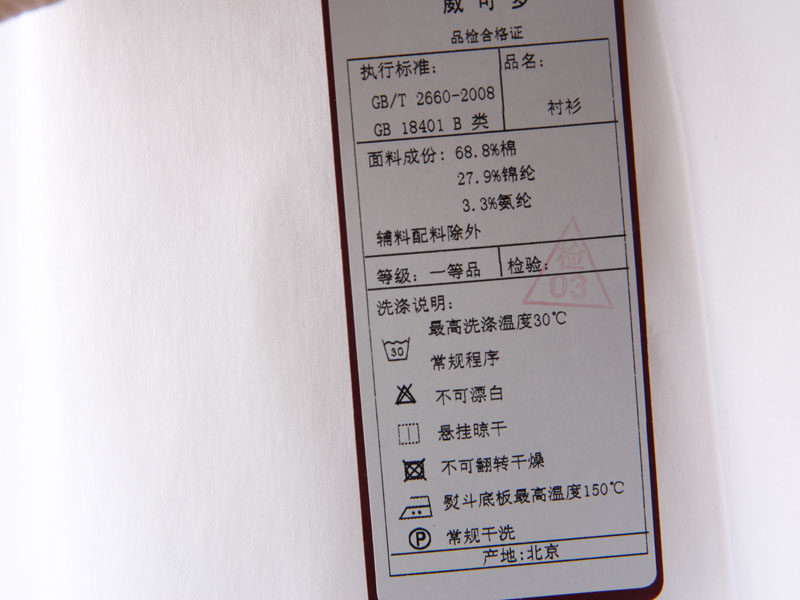 威可多
品检合格证
执行标准:
GB/T 2660-2008
GB 18401 B 类
品名:
衬衫
面料成份: 68.8%棉
27.9%锦纶
3.3%氨纶
辅料配料除外
等级: 一等品
检验:
检
03
洗涤说明:
最高洗涤温度30℃
30
常规程序
不可漂白
悬挂晾干
不可翻转干燥
熨斗底板最高温度150℃
P
常规干洗
产地:北京